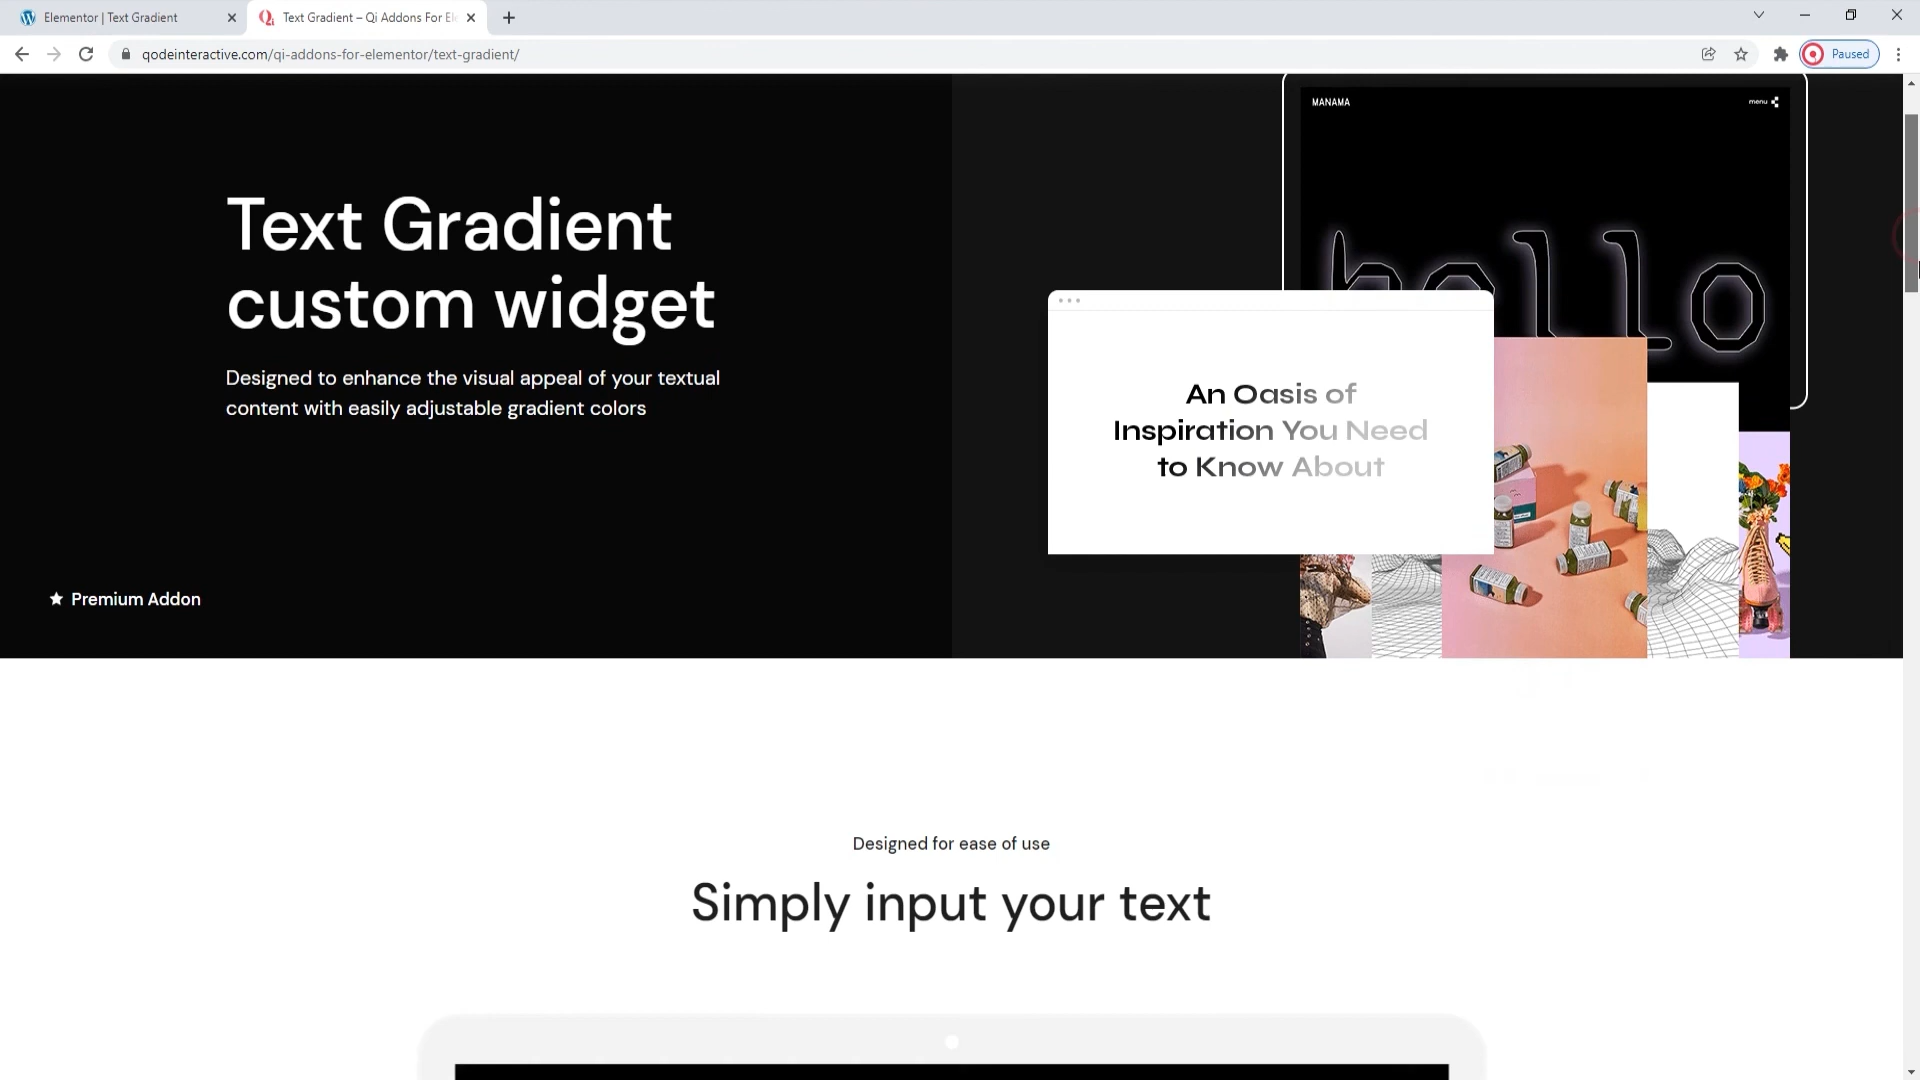 Elementor | Text Gradient
Text Gradient – Qi Addons For El
qodeinteractive.com/qi-addons-for-elementor/text-gradient/
Paused
MANAMA
menu
hello
Text Gradient
custom widget
Designed to enhance the visual appeal of your textual
content with easily adjustable gradient colors
An Oasis of
Inspiration You Need
to Know About
Premium Addon
Designed for ease of use
Simply input your text